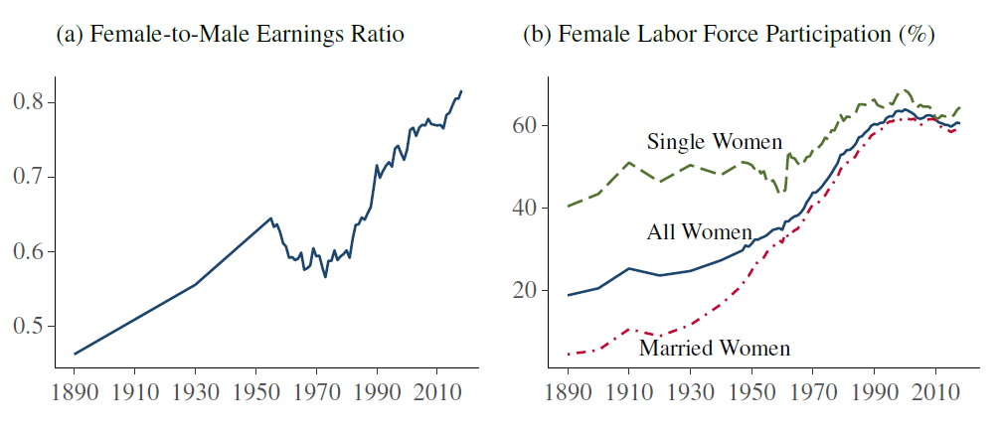 (a) Female-to-Male Earnings Ratio
0.8
0.7
0.6
0.5
1890 1910 1930 1950 1970 1990 2010
(b) Female Labor Force Participation (%)
60
40
20
Single Women
All Women
Married Women
1890 1910 1930 1950 1970 1990 2010